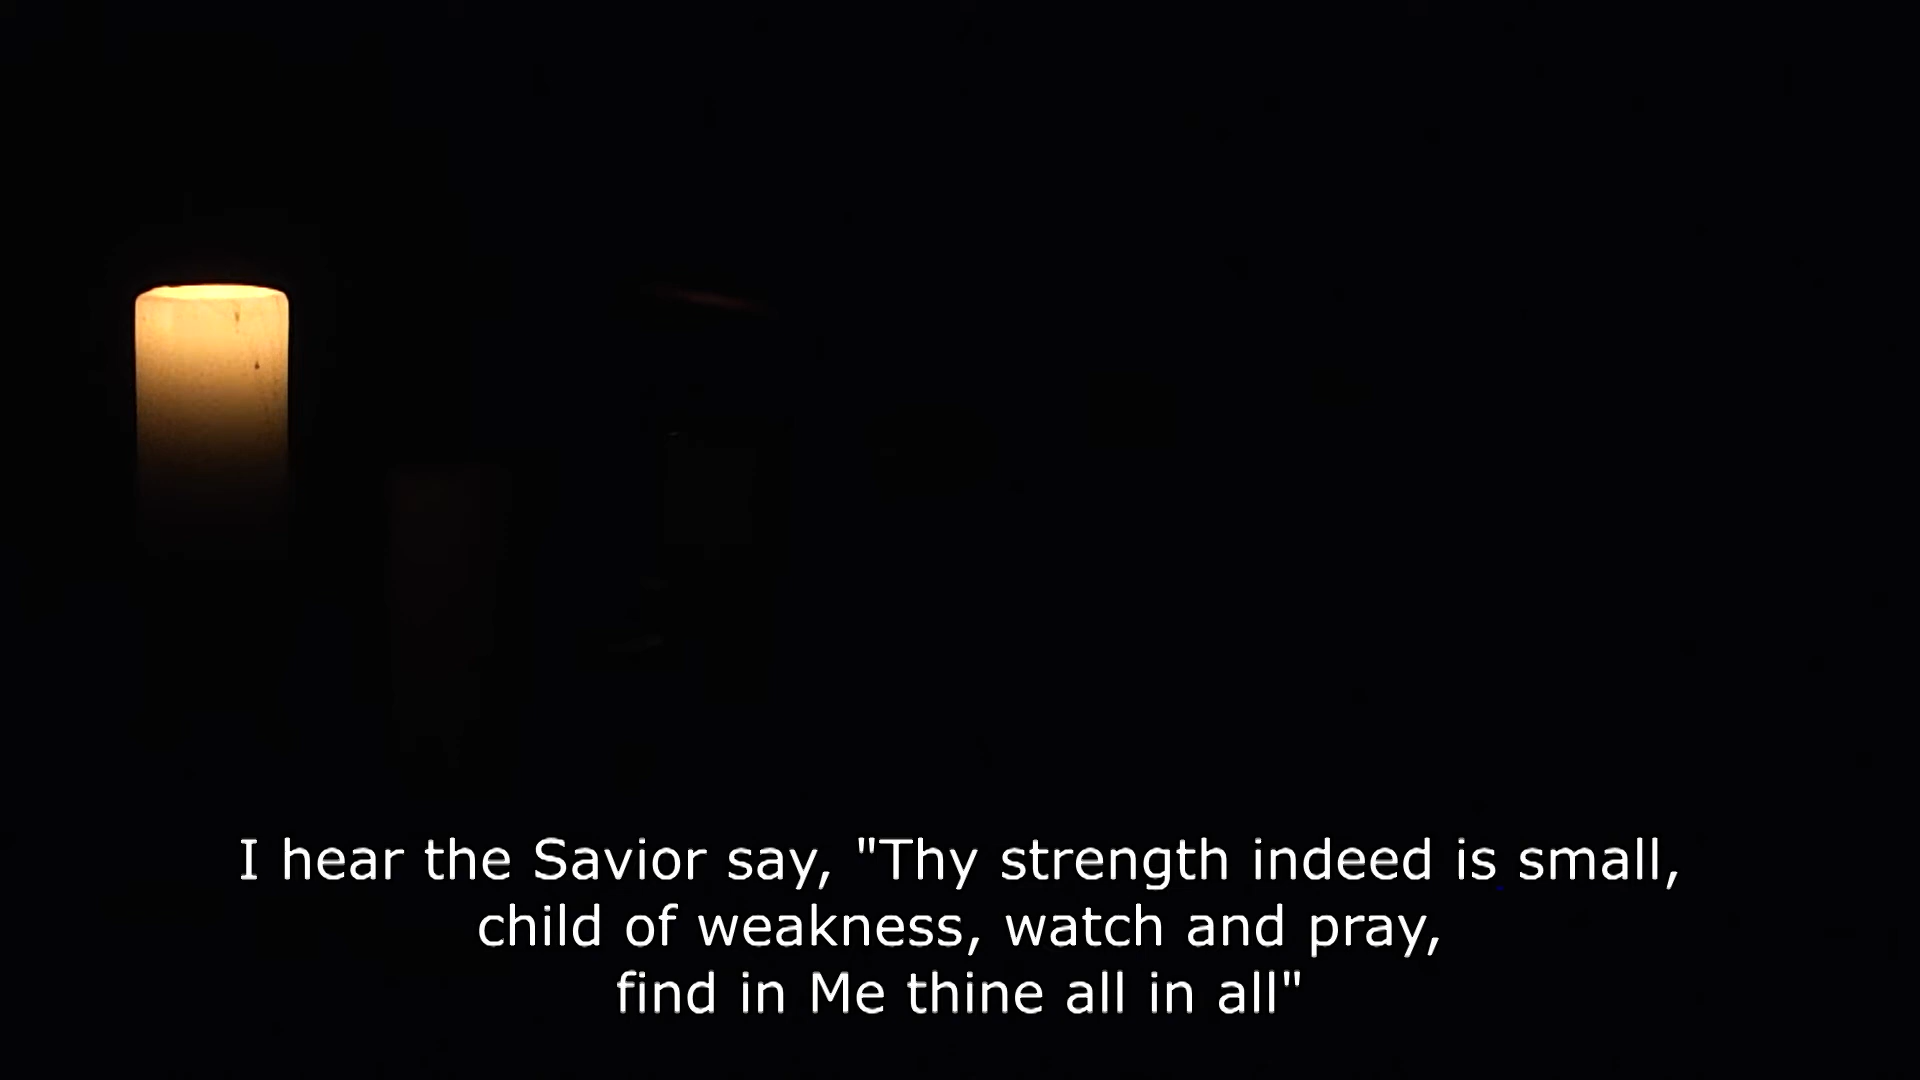 I hear the Savior say, "Thy strength indeed is small,
child of weakness, watch and pray,
find in Me thine all in all"